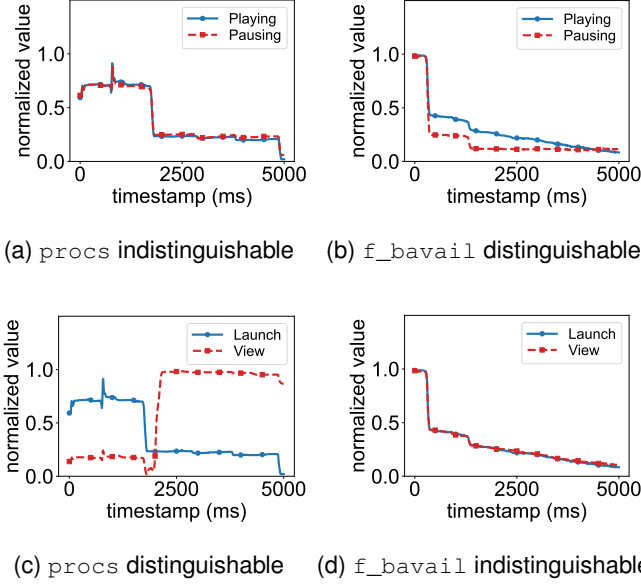 Playing
Pausing
normalized value
1.0
0.5
0.0
0
2500
5000
timestamp (ms)
(a) procs indistinguishable
Playing
Pausing
normalized value
1.0
0.5
0.0
0
2500
5000
timestamp (ms)
(b) f_bavail distinguishable
Launch
View
normalized value
1.0
0.5
0.0
0
2500
5000
timestamp (ms)
(c) procs distinguishable
Launch
View
normalized value
1.0
0.5
0.0
0
2500
5000
timestamp (ms)
(d) f_bavail indistinguishable